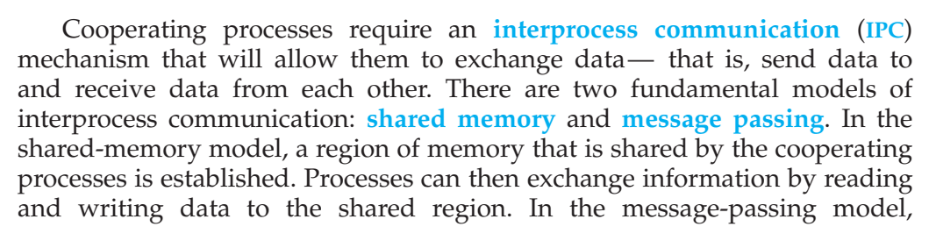 Cooperating processes require an interprocess communication (IPC)
mechanism that will allow them to exchange data— that is, send data to
and receive data from each other. There are two fundamental models of
interprocess communication: shared memory and message passing. In the
shared-memory model, a region of memory that is shared by the cooperating
processes is established. Processes can then exchange information by reading
and writing data to the shared region. In the message-passing model,